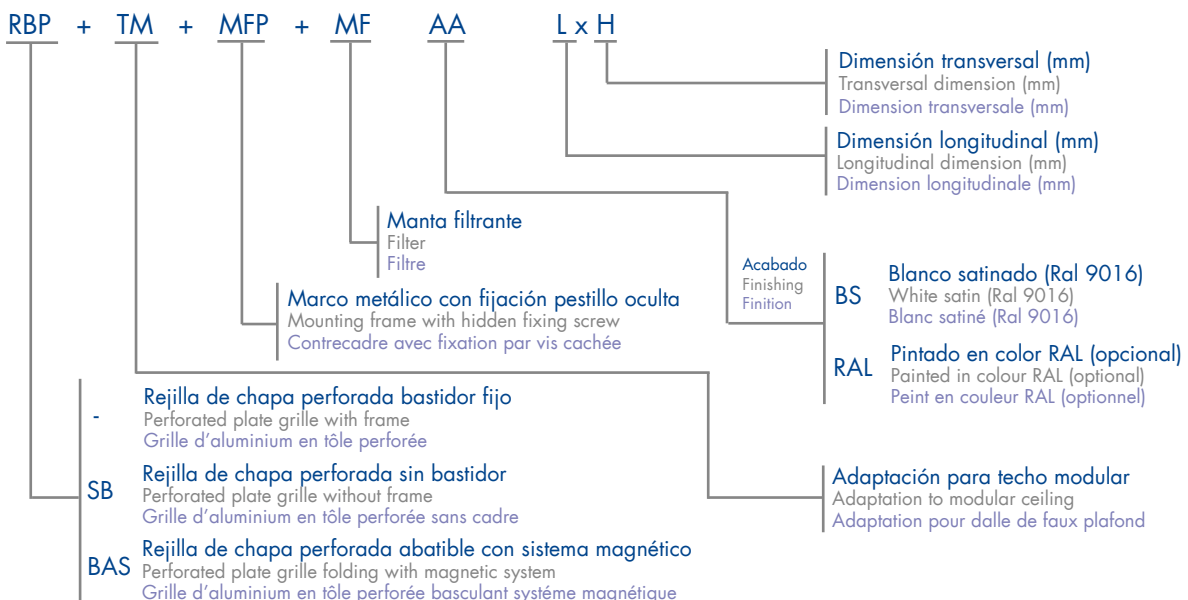 RBP + TM + MFP + MF AA L x H
Dimensión transversal (mm)
Transversal dimension (mm)
Dimension transversale (mm)
Dimensión longitudinal (mm)
Longitudinal dimension (mm)
Dimension longitudinale (mm)
Manta filtrante
Filter
Filtre
Acabado
Finishing
Finition
BS
Blanco satinado (Ral 9016)
White satin (Ral 9016)
Blanc satiné (Ral 9016)
RAL
Pintado en color RAL (opcional)
Painted in colour RAL (optional)
Peint en couleur RAL (optionnel)
Marco metálico con fijación pestillo oculta
Mounting frame with hidden fixing screw
Contrecadre avec fixation par vis cachée
-
Rejilla de chapa perforada bastidor fijo
Perforated plate grille with frame
Grille d'aluminium en tôle perforée
SB
Rejilla de chapa perforada sin bastidor
Perforated plate grille without frame
Grille d'aluminium en tôle perforée sans cadre
BAS
Rejilla de chapa perforada abatible con sistema magnético
Perforated plate grille folding with magnetic system
Grille d'aluminium en tôle perforée basculant systéme magnétique
Adaptación para techo modular
Adaptation to modular ceiling
Adaptation pour dalle de faux plafond